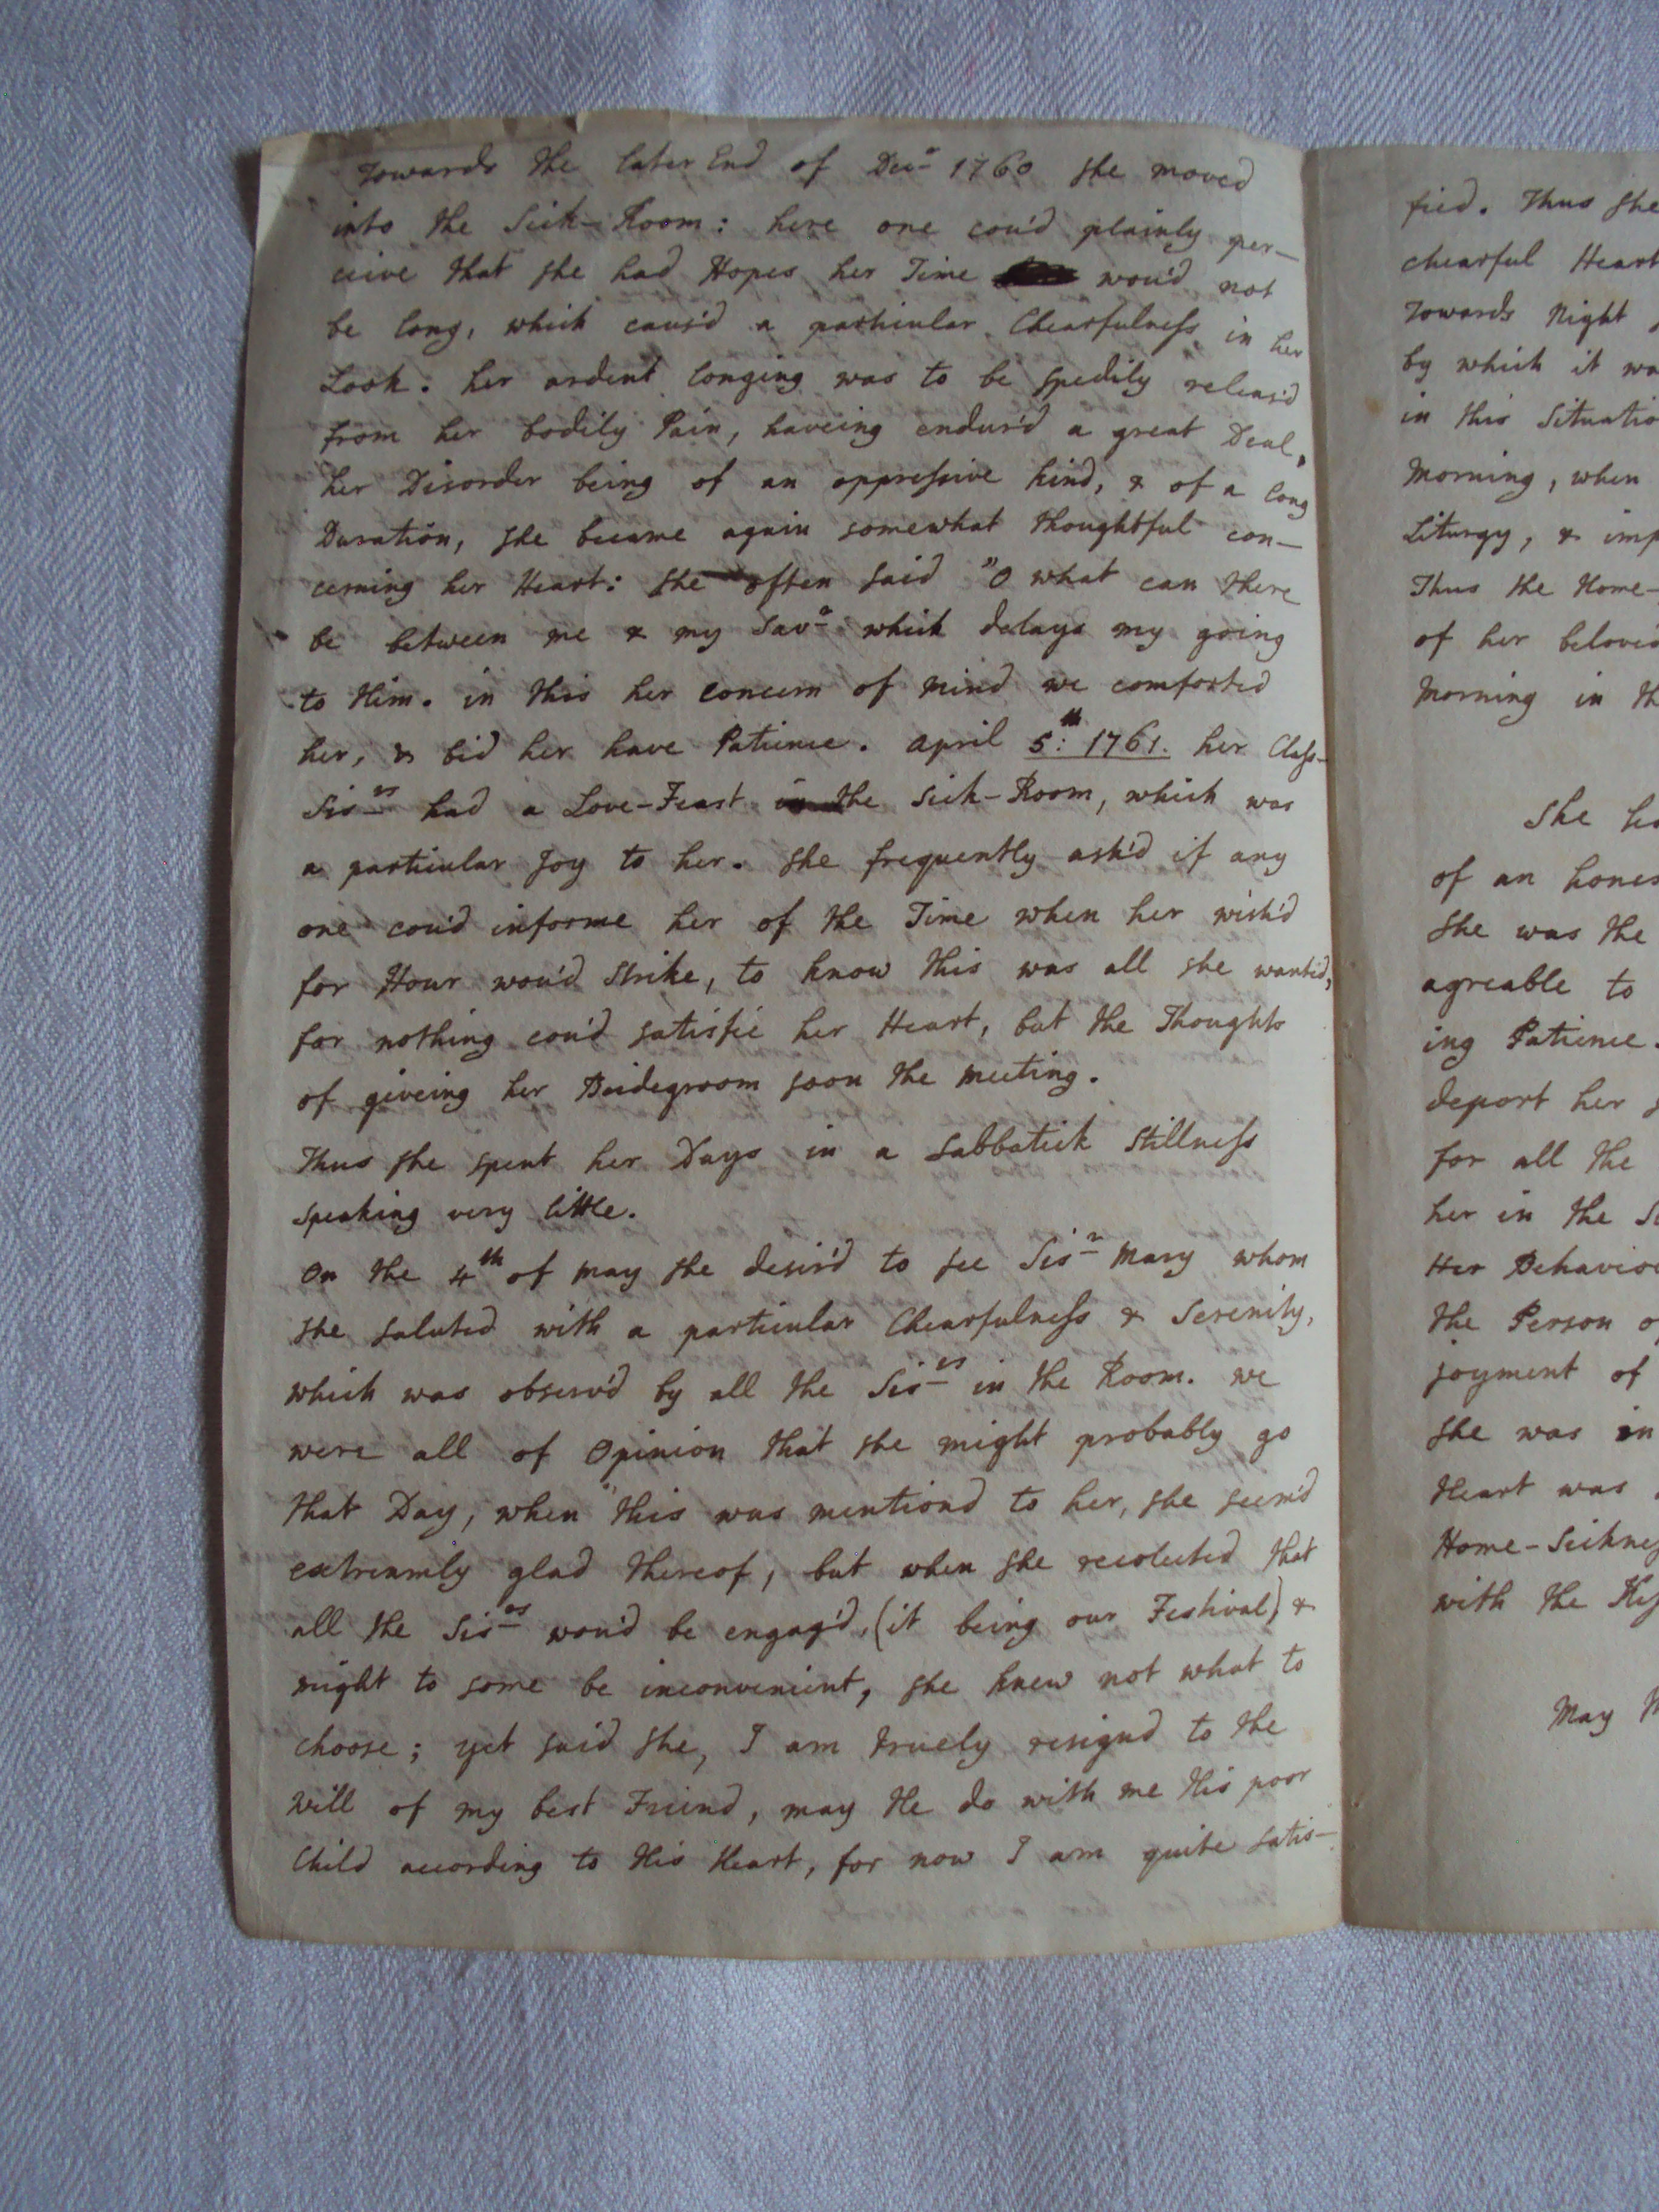 Towards the later End of Decr 1760 she moved
into the Sick-Room: here one cou'd plainly per-
ceive that she had Hopes her Time wou'd not
be long, which caus'd a particular Chearfulness in her
Look. her ardent longing was to be spedily releas'd
from her bodily Pain, haveing endur'd a great Deal,
her Disorder being of an oppressive kind, & of a long
Duration, she became again somewhat thoughtful con-
cerning her Heart: she often said "O what can there
be between me & my Savr which delays my going
to Him. in this her concern of mind we comforted
her, & bid her have Patience. april 5th: 1761. her Class-
Sisrs had a Love-Feast in the Sick-Room, which was
a particular Joy to her. she frequently ask'd if any
one cou'd informe her of the Time when her wish'd
for Hour wou'd strike, to know this was all she wanted,
for nothing cou'd satisfie her Heart, but the Thoughts
of giveing her Bridegroom soon the meeting.
Thus she spent her Days in a Sabbatick Stillness
speaking very little.
On the 4th of may she desir'd to see Sisr Mary whom
she saluted with a particular Chearfulness & Serenity,
which was observ'd by all the Sisrs in the Room. we
were all of Opinion that she might probably go
that Day, when this was mention'd to her, she seem'd
extreamly glad thereof, but when she recolected that
all the Sisrs wou'd be engag'd, (it being our Festival) &
might to some be inconvenient, she knew not what to
choose; yet said she, I am truely resign'd to the
Will of my best Friend, may He do with me His poor
Child according to His Heart, for now I am quite satis-
fied. Thus she
chearful Heart
Towards Night
by which it wa
in this Situatio
Morning, when
Liturgy, & imp
Thus the Home-
of her belove
Morning in th
She
of an hones
She was the
agreable to
ing Patience.
deport her
for all the
her in the S
Her Behaviou
the Person o
joyment of
she was in
Heart was
Home-Sicknes
with the Kis
May